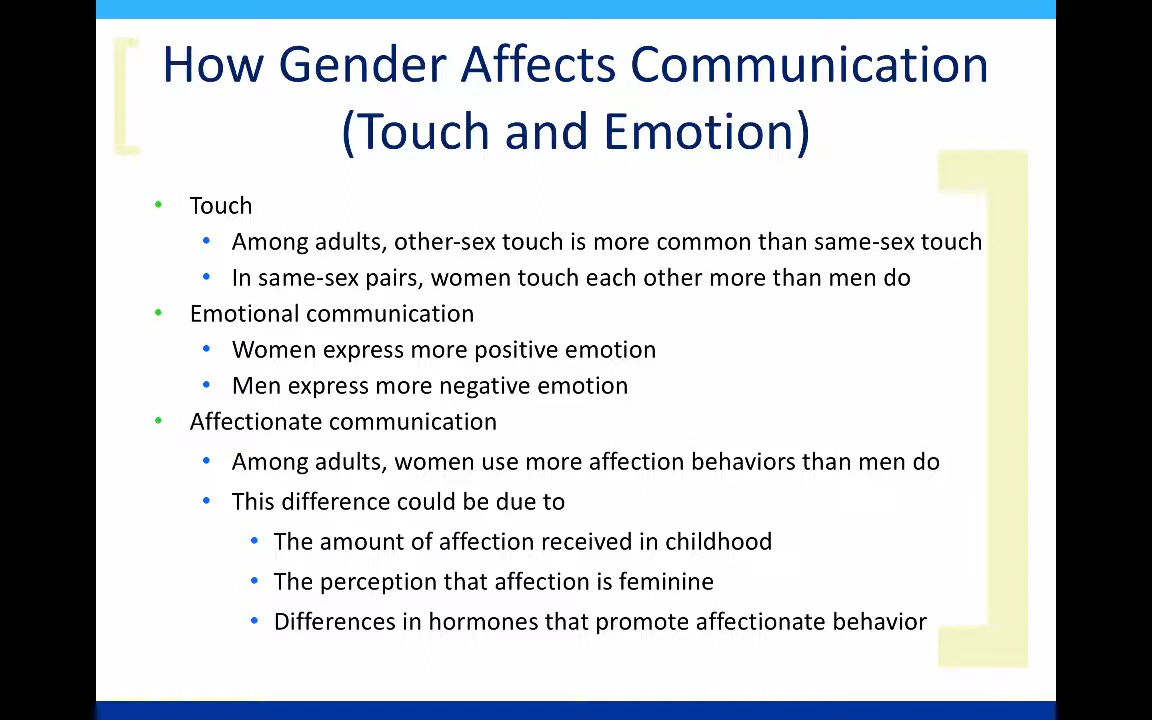 How Gender Affects Communication
(Touch and Emotion)
• Touch
• Among adults, other-sex touch is more common than same-sex touch
• In same-sex pairs, women touch each other more than men do
• Emotional communication
• Women express more positive emotion
• Men express more negative emotion
• Affectionate communication
• Among adults, women use more affection behaviors than men do
• This difference could be due to
• The amount of affection received in childhood
• The perception that affection is feminine
• Differences in hormones that promote affectionate behavior